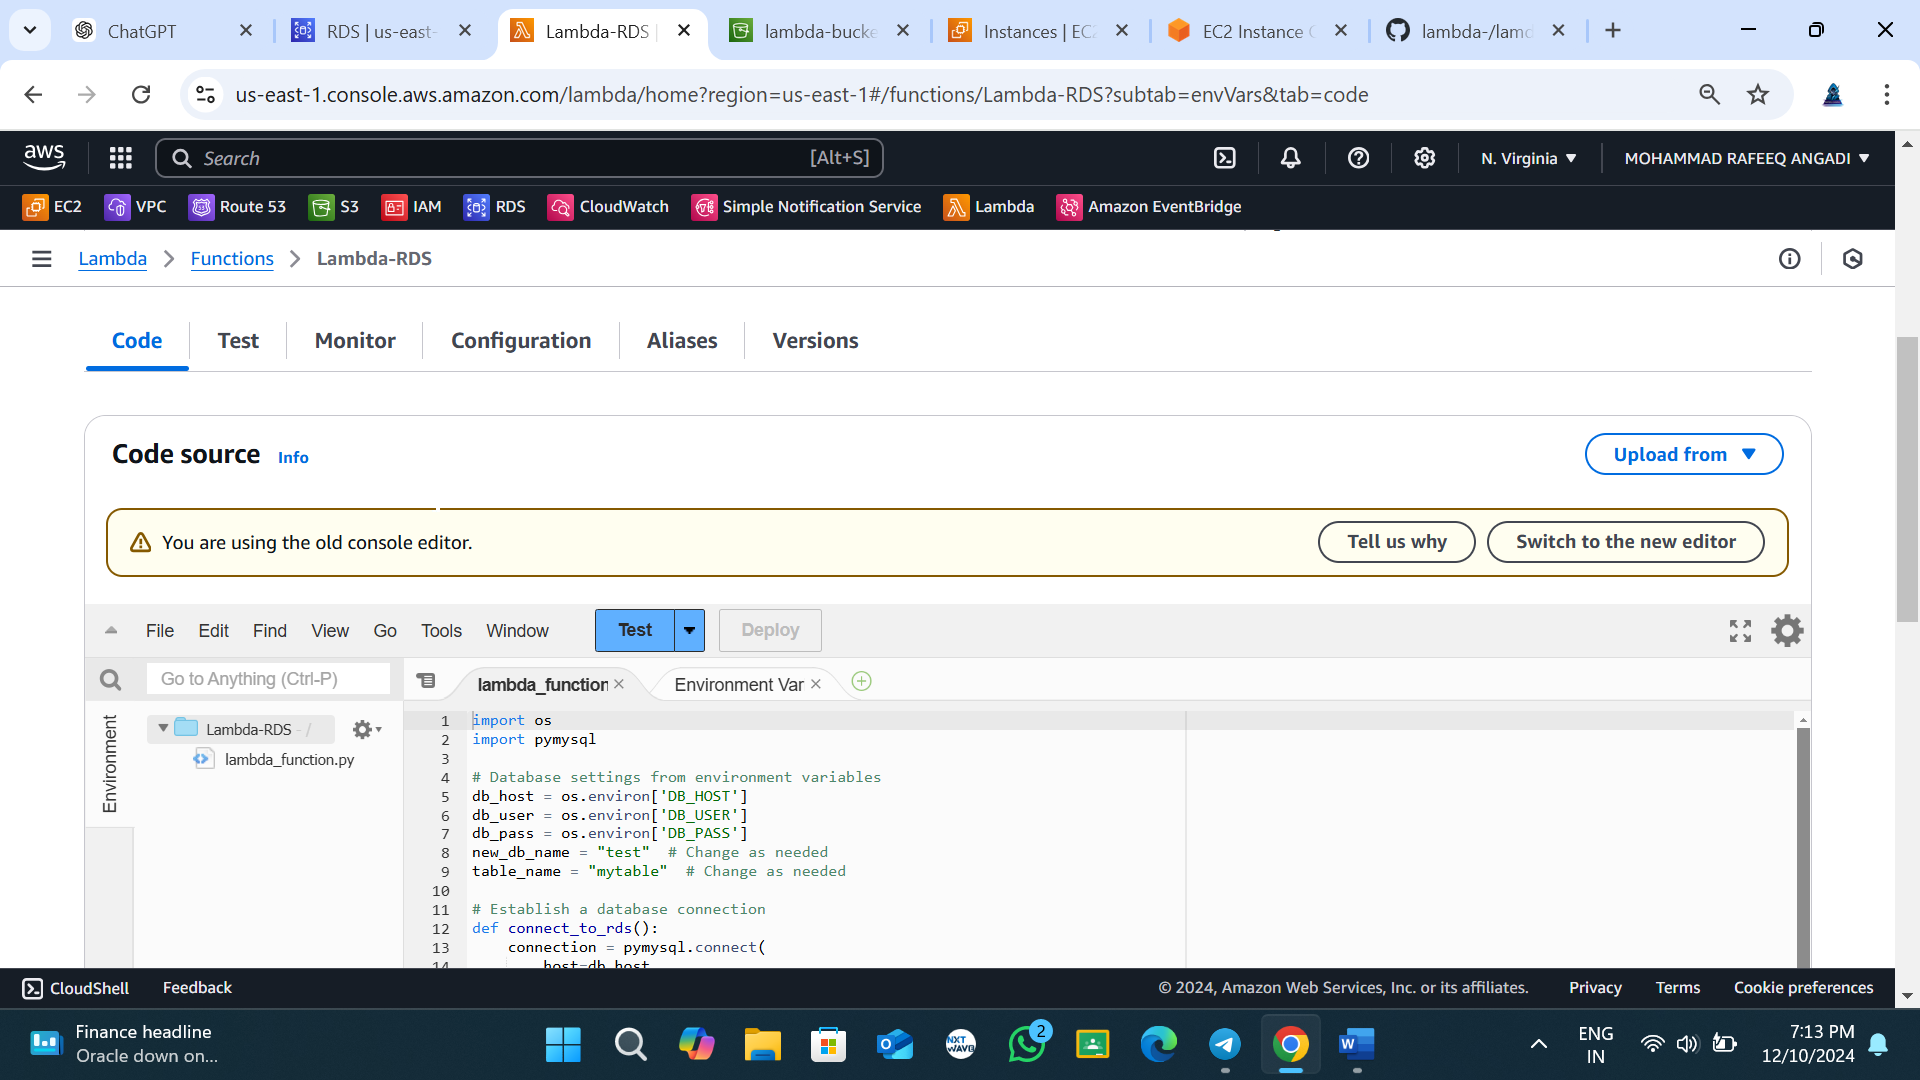 ChatGPT
RDS | us-east-
Lambda-RDS |
lambda-bucke
Instances | EC2
EC2 Instance C
lambda-/lamd
us-east-1.console.aws.amazon.com/lambda/home?region=us-east-1#/functions/Lambda-RDS?subtab=envVars&tab=code
aws
Search
[Alt+S]
N. Virginia
MOHAMMAD RAFEEQ ANGADI
EC2
VPC
Route 53
S3
IAM
RDS
CloudWatch
Simple Notification Service
Lambda
Amazon EventBridge
Lambda
Functions
Lambda-RDS
Code
Test
Monitor
Configuration
Aliases
Versions
Code source
Info
Upload from
You are using the old console editor.
Tell us why
Switch to the new editor
File
Edit
Find
View
Go
Tools
Window
Test
Deploy
Go to Anything (Ctrl-P)
lambda_function
Environment Var
Environment
Lambda-RDS - /
lambda_function.py
1 import os
2 import pymysql
3
4 # Database settings from environment variables
5 db_host = os.environ['DB_HOST']
6 db_user = os.environ['DB_USER']
7 db_pass = os.environ['DB_PASS']
8 new_db_name = "test"  # Change as needed
9 table_name = "mytable"  # Change as needed
10
11 # Establish a database connection
12 def connect_to_rds():
13     connection = pymysql.connect(
14         host=db_host
CloudShell
Feedback
© 2024, Amazon Web Services, Inc. or its affiliates.
Privacy
Terms
Cookie preferences
Finance headline
Oracle down on...
NXT
WAVE
2
W
ENG
IN
7:13 PM
12/10/2024